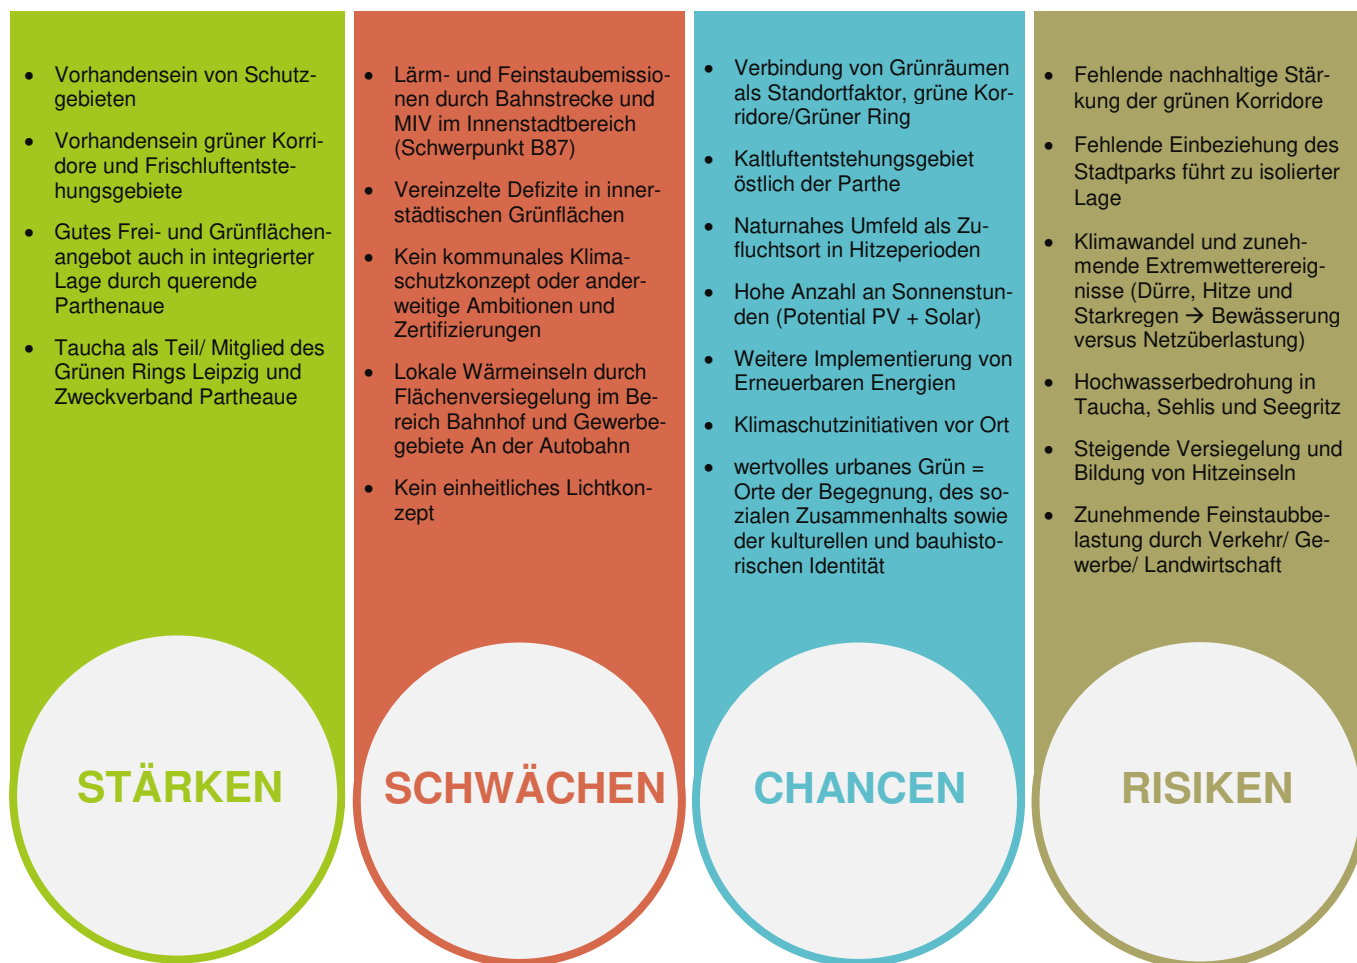 • Vorhandensein von Schutz-
gebieten
• Vorhandensein grüner Korri-
dore und Frischluftentste-
hungsgebiete
• Gutes Frei- und Grünflächen-
angebot auch in integrierter
Lage durch querende
Parthenaue
• Taucha als Teil/ Mitglied des
Grünen Rings Leipzig und
Zweckverband Partheaue
STÄRKEN
• Lärm- und Feinstaubemissio-
nen durch Bahnstrecke und
MIV im Innenstadtbereich
(Schwerpunkt B87)
• Vereinzelte Defizite in inner-
städtischen Grünflächen
• Kein kommunales Klima-
schutzkonzept oder ander-
weitige Ambitionen und
Zertifizierungen
• Lokale Wärmeinseln durch
Flächenversiegelung im Be-
reich Bahnhof und Gewerbe-
gebiete An der Autobahn
• Kein einheitliches Lichtkon-
zept
SCHWÄCHEN
• Verbindung von Grünräumen
als Standortfaktor, grüne Kor-
ridore/Grüner Ring
• Kaltluftentstehungsgebiet
östlich der Parthe
• Naturnahes Umfeld als Zu-
fluchtsort in Hitzeperioden
• Hohe Anzahl an Sonnenstun-
den (Potential PV + Solar)
• Weitere Implementierung von
Erneuerbaren Energien
• Klimaschutzinitiativen vor Ort
• wertvolles urbanes Grün =
Orte der Begegnung, des so-
zialen Zusammenhalts sowie
der kulturellen und bauhisto-
rischen Identität
CHANCEN
• Fehlende nachhaltige Stär-
kung der grünen Korridore
• Fehlende Einbeziehung des
Stadtparks führt zu isolierter
Lage
• Klimawandel und zuneh-
mende Extremwetterereig-
nisse (Dürre, Hitze und
Starkregen → Bewässerung
versus Netzüberlastung)
• Hochwasserbedrohung in
Taucha, Sehlis und Seegritz
• Steigende Versiegelung und
Bildung von Hitzeinseln
• Zunehmende Feinstaubbe-
lastung durch Verkehr/ Ge-
werbe/ Landwirtschaft
RISIKEN